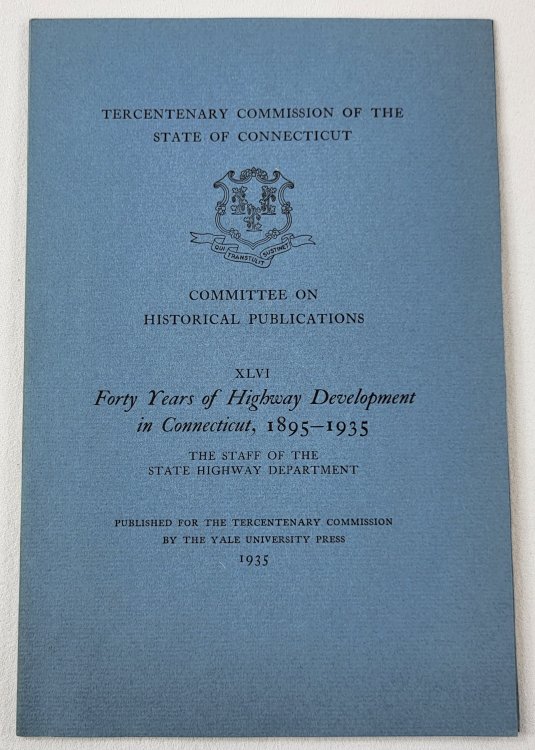 TERCENTENARY COMMISSION OF THE
STATE OF CONNECTICUT
QUI TRANSTULIT SUSTINET
COMMITTEE ON
HISTORICAL PUBLICATIONS
XLVI
Forty Years of Highway Development
in Connecticut, 1895–1935
THE STAFF OF THE
STATE HIGHWAY DEPARTMENT
PUBLISHED FOR THE TERCENTENARY COMMISSION
BY THE YALE UNIVERSITY PRESS
1935